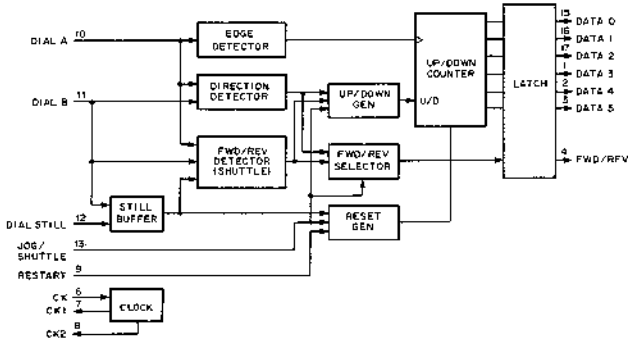 DIAL A
10
EDGE
DETECTOR
DIAL B
11
DIRECTION
DETECTOR
FWD/REV
DETECTOR
(SHUTTLE)
UP/DOWN
GEN
FWD/REV
SELECTOR
UP/DOWN
COUNTER
U/D
LATCH
15
DATA 0
16
DATA 1
17
DATA 2
1
DATA 3
2
DATA 4
3
DATA 5
4
FWD/REV
DIAL STILL
12
STILL
BUFFER
RESET
GEN
JOG/
SHUTTLE
13
RESTART
9
CK
6
CK1
7
CK2
8
CLOCK